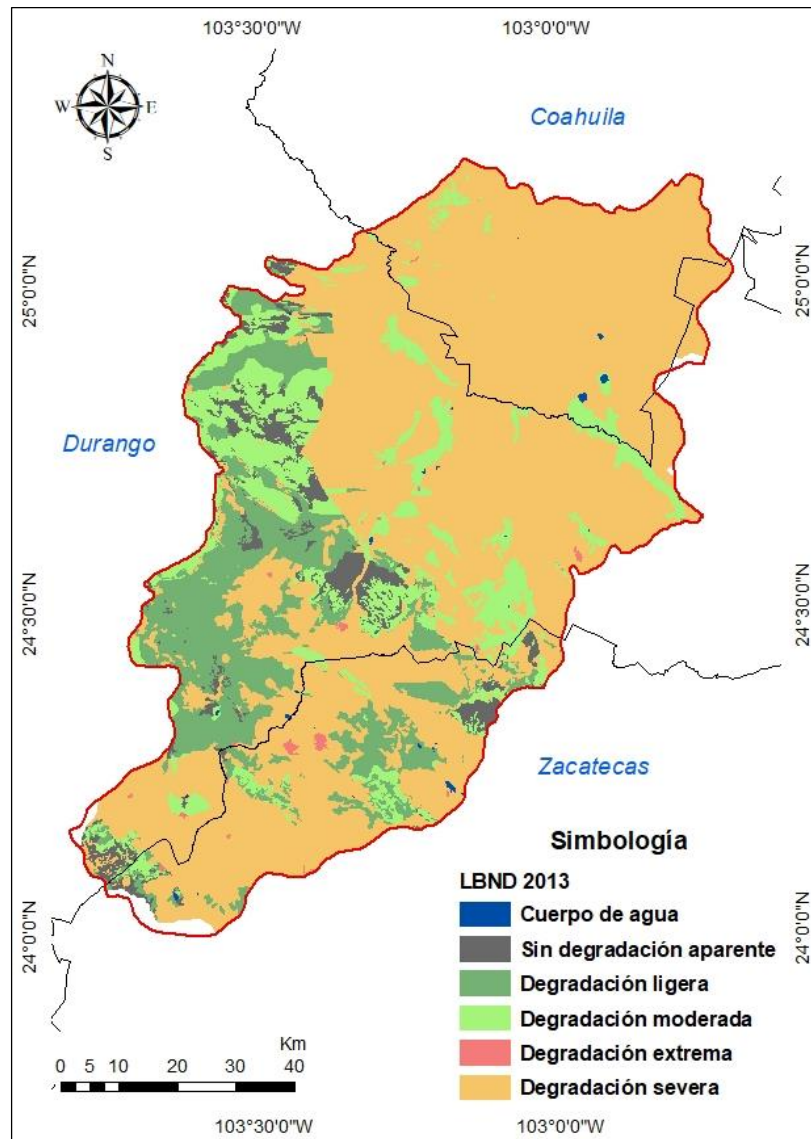 103°30'0"W
103°0'0"W
N
W
E
S
Coahuila
25°0'0"N
25°0'0"N
Durango
24°30'0"N
24°30'0"N
Zacatecas
Simbología
LBND 2013
Cuerpo de agua
Sin degradación aparente
Degradación ligera
Degradación moderada
Degradación extrema
Degradación severa
24°0'0"N
24°0'0"N
Km
0 5 10 20 30 40
103°30'0"W
103°0'0"W